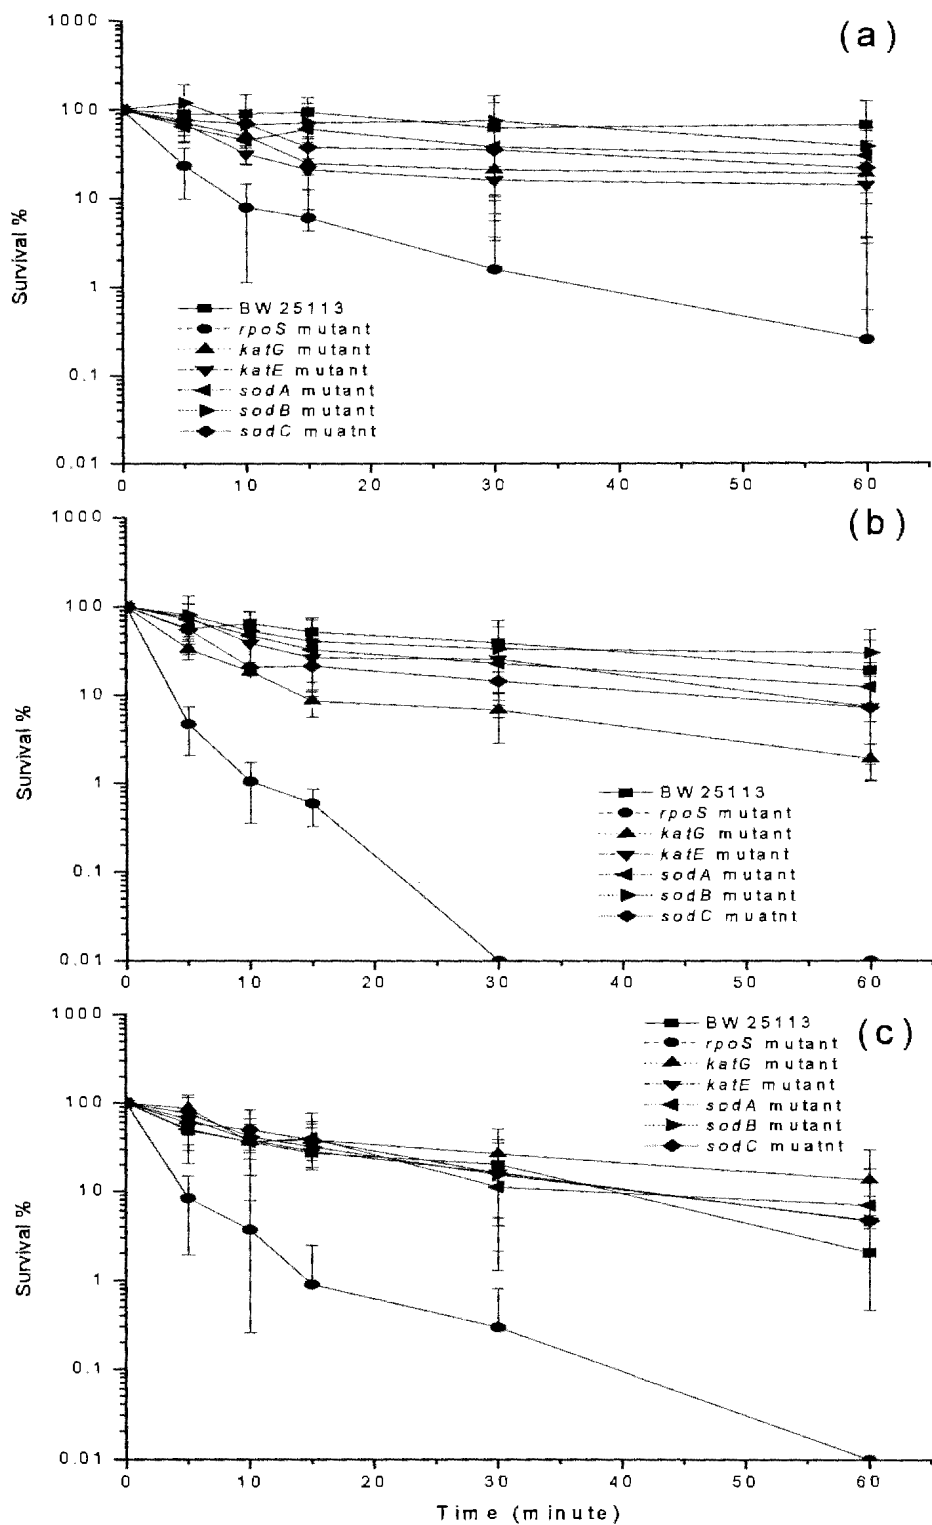 (a)
1000
100
10
1
0.1
0.01
Survival %
BW 25113
rpoS mutant
katG mutant
katE mutant
sodA mutant
sodB mutant
sodC muatnt
0 10 20 30 40 50 60
(b)
1000
100
10
1
0.1
0.01
Survival %
BW 25113
rpoS mutant
katG mutant
katE mutant
sodA mutant
sodB mutant
sodC muatnt
0 10 20 30 40 50 60
(c)
1000
100
10
1
0.1
0.01
Survival %
BW 25113
rpoS mutant
katG mutant
katE mutant
sodA mutant
sodB mutant
sodC muatnt
0 10 20 30 40 50 60
Time (minute)